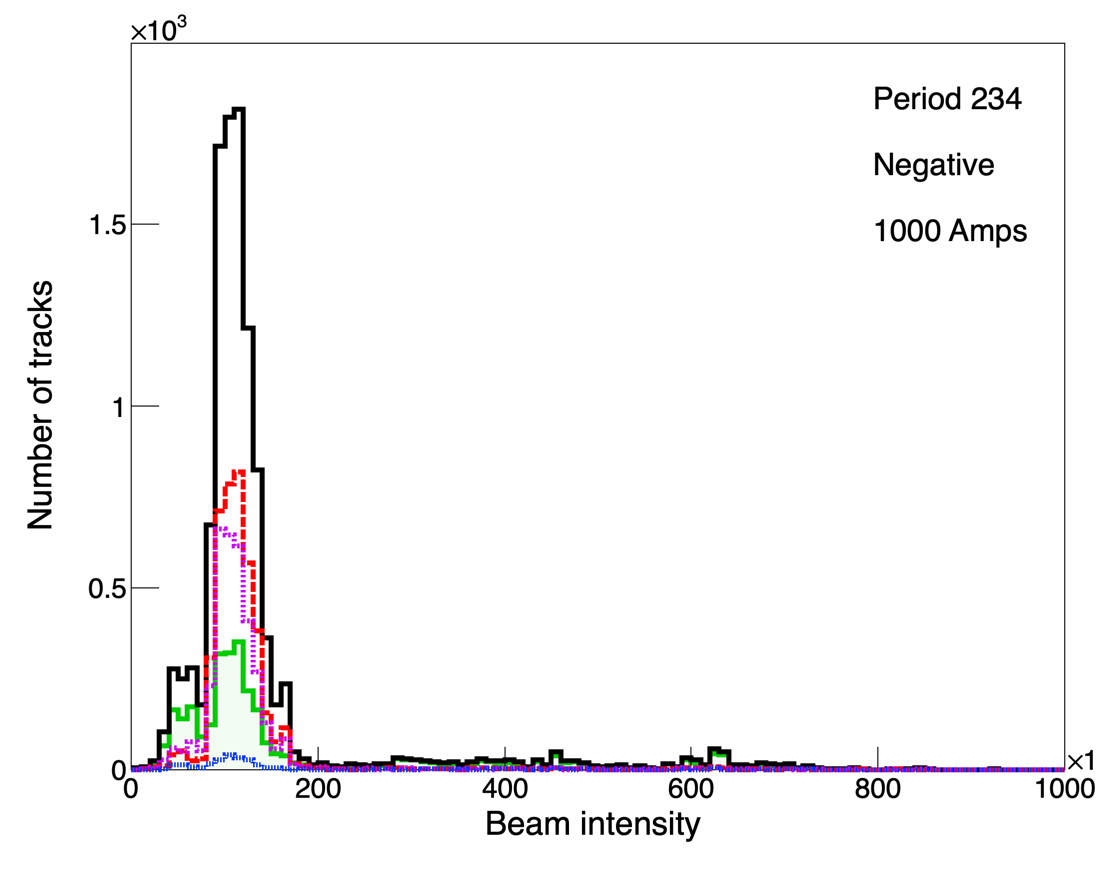 ×10³
Period 234
Negative
1000 Amps
1.5
1
0.5
0
Number of tracks
0 200 400 600 800 1000
×1
Beam intensity